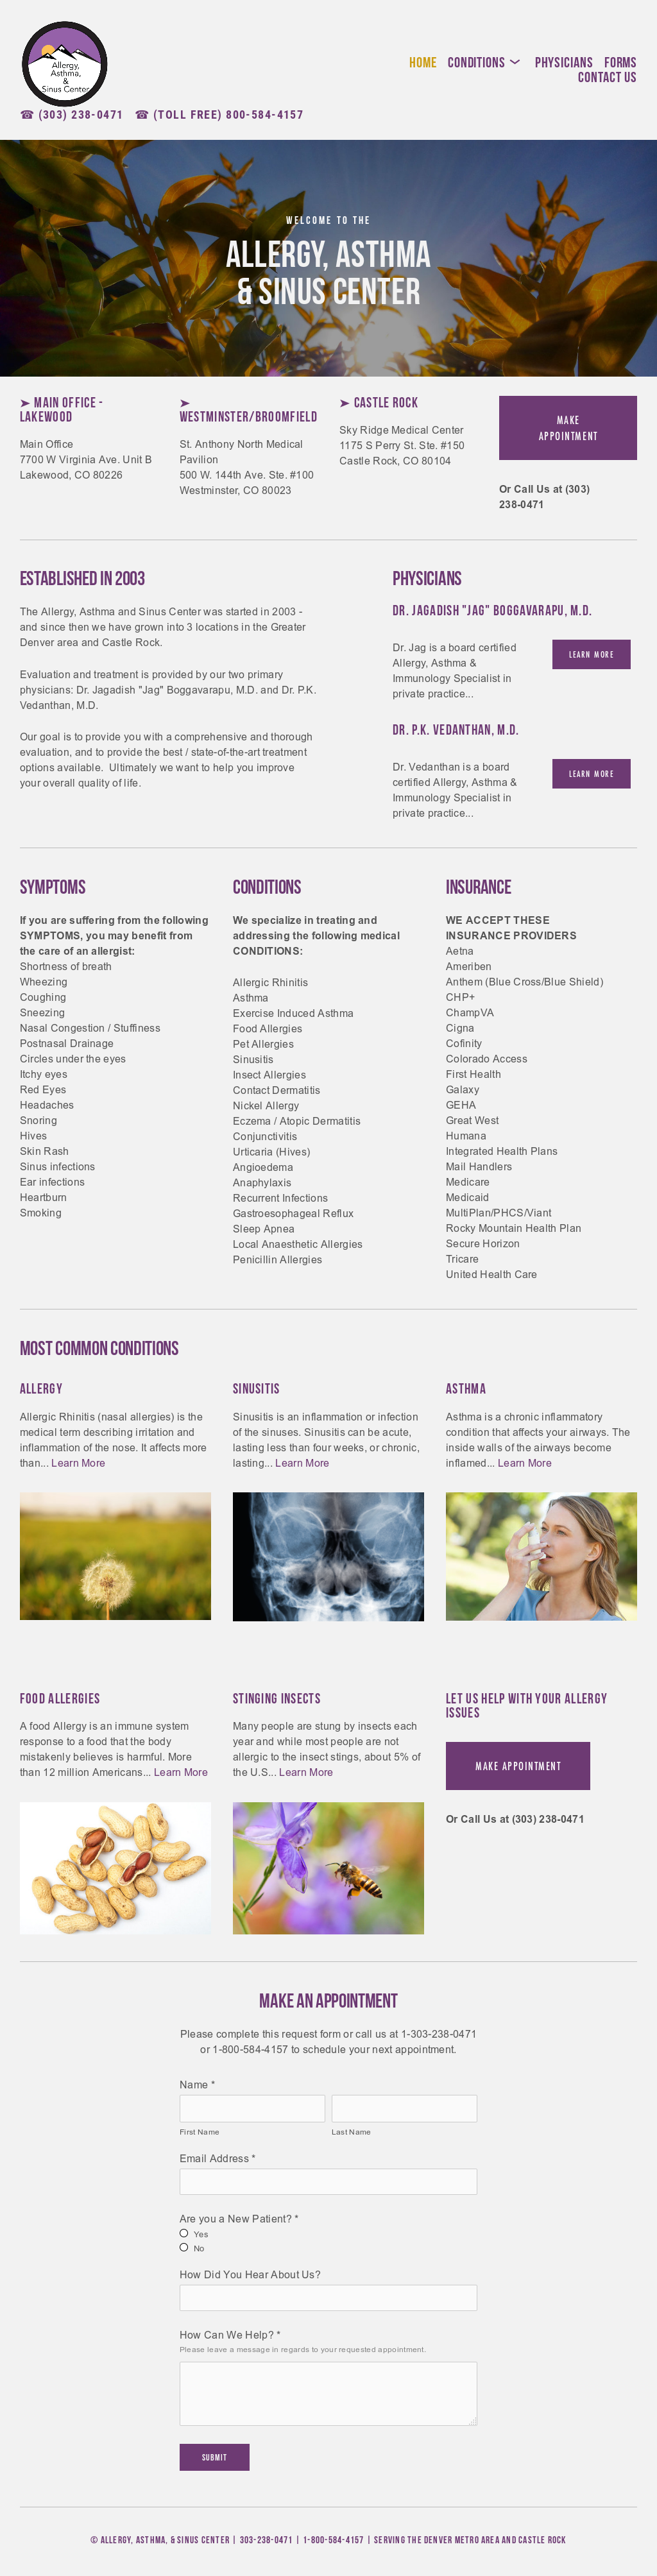 Allergy,
Asthma,
&
Sinus Center
HOME CONDITIONS PHYSICIANS FORMS
CONTACT US
☎ (303) 238-0471 ☎ (TOLL FREE) 800-584-4157
WELCOME TO THE
ALLERGY, ASTHMA
& SINUS CENTER
➤ MAIN OFFICE -
LAKEWOOD
Main Office
7700 W Virginia Ave. Unit B
Lakewood, CO 80226
➤
WESTMINSTER/BROOMFIELD
St. Anthony North Medical
Pavilion
500 W. 144th Ave. Ste. #100
Westminster, CO 80023
➤ CASTLE ROCK
Sky Ridge Medical Center
1175 S Perry St. Ste. #150
Castle Rock, CO 80104
MAKE
APPOINTMENT
Or Call Us at (303)
238-0471
ESTABLISHED IN 2003
The Allergy, Asthma and Sinus Center was started in 2003 -
and since then we have grown into 3 locations in the Greater
Denver area and Castle Rock.
Evaluation and treatment is provided by our two primary
physicians: Dr. Jagadish "Jag" Boggavarapu, M.D. and Dr. P.K.
Vedanthan, M.D.
Our goal is to provide you with a comprehensive and thorough
evaluation, and to provide the best / state-of-the-art treatment
options available.  Ultimately we want to help you improve
your overall quality of life.
PHYSICIANS
DR. JAGADISH "JAG" BOGGAVARAPU, M.D.
Dr. Jag is a board certified
Allergy, Asthma &
Immunology Specialist in
private practice...
LEARN MORE
DR. P.K. VEDANTHAN, M.D.
Dr. Vedanthan is a board
certified Allergy, Asthma &
Immunology Specialist in
private practice...
LEARN MORE
SYMPTOMS
If you are suffering from the following
SYMPTOMS, you may benefit from
the care of an allergist:
Shortness of breath
Wheezing
Coughing
Sneezing
Nasal Congestion / Stuffiness
Postnasal Drainage
Circles under the eyes
Itchy eyes
Red Eyes
Headaches
Snoring
Hives
Skin Rash
Sinus infections
Ear infections
Heartburn
Smoking
CONDITIONS
We specialize in treating and
addressing the following medical
CONDITIONS:
Allergic Rhinitis
Asthma
Exercise Induced Asthma
Food Allergies
Pet Allergies
Sinusitis
Insect Allergies
Contact Dermatitis
Nickel Allergy
Eczema / Atopic Dermatitis
Conjunctivitis
Urticaria (Hives)
Angioedema
Anaphylaxis
Recurrent Infections
Gastroesophageal Reflux
Sleep Apnea
Local Anaesthetic Allergies
Penicillin Allergies
INSURANCE
WE ACCEPT THESE
INSURANCE PROVIDERS
Aetna
Ameriben
Anthem (Blue Cross/Blue Shield)
CHP+
ChampVA
Cigna
Cofinity
Colorado Access
First Health
Galaxy
GEHA
Great West
Humana
Integrated Health Plans
Mail Handlers
Medicare
Medicaid
MultiPlan/PHCS/Viant
Rocky Mountain Health Plan
Secure Horizon
Tricare
United Health Care
MOST COMMON CONDITIONS
ALLERGY
Allergic Rhinitis (nasal allergies) is the
medical term describing irritation and
inflammation of the nose. It affects more
than... Learn More
SINUSITIS
Sinusitis is an inflammation or infection
of the sinuses. Sinusitis can be acute,
lasting less than four weeks, or chronic,
lasting... Learn More
ASTHMA
Asthma is a chronic inflammatory
condition that affects your airways. The
inside walls of the airways become
inflamed... Learn More
FOOD ALLERGIES
A food Allergy is an immune system
response to a food that the body
mistakenly believes is harmful. More
than 12 million Americans... Learn More
STINGING INSECTS
Many people are stung by insects each
year and while most people are not
allergic to the insect stings, about 5% of
the U.S... Learn More
LET US HELP WITH YOUR ALLERGY
ISSUES
MAKE APPOINTMENT
Or Call Us at (303) 238-0471
MAKE AN APPOINTMENT
Please complete this request form or call us at 1-303-238-0471
or 1-800-584-4157 to schedule your next appointment.
Name *
First Name Last Name
Email Address *
Are you a New Patient? *
Yes
No
How Did You Hear About Us?
How Can We Help? *
Please leave a message in regards to your requested appointment.
SUBMIT
© ALLERGY, ASTHMA, & SINUS CENTER | 303-238-0471 | 1-800-584-4157 | SERVING THE DENVER METRO AREA AND CASTLE ROCK